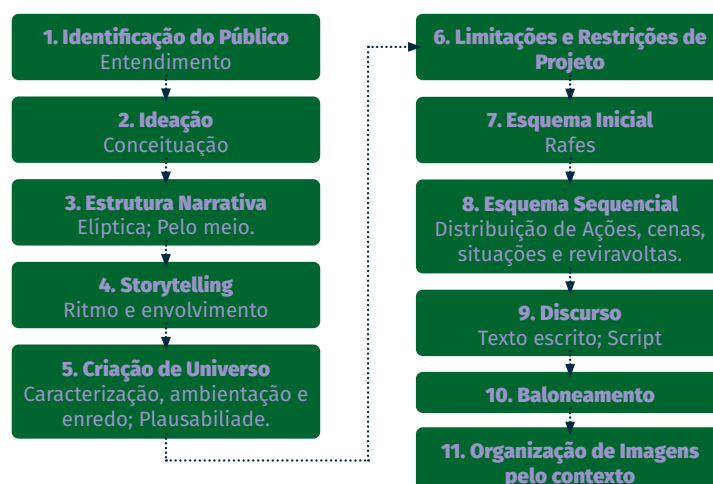 1. Identificação do Público
Entendimento
2. Ideação
Conceituação
3. Estrutura Narrativa
Elíptica; Pelo meio.
4. Storytelling
Ritmo e envolvimento
5. Criação de Universo
Caracterização, ambientação e
enredo; Plausabiliade.
6. Limitações e Restrições de
Projeto
7. Esquema Inicial
Rafes
8. Esquema Sequencial
Distribuição de Ações, cenas,
situações e reviravoltas.
9. Discurso
Texto escrito; Script
10. Baloneamento
11. Organização de Imagens
pelo contexto